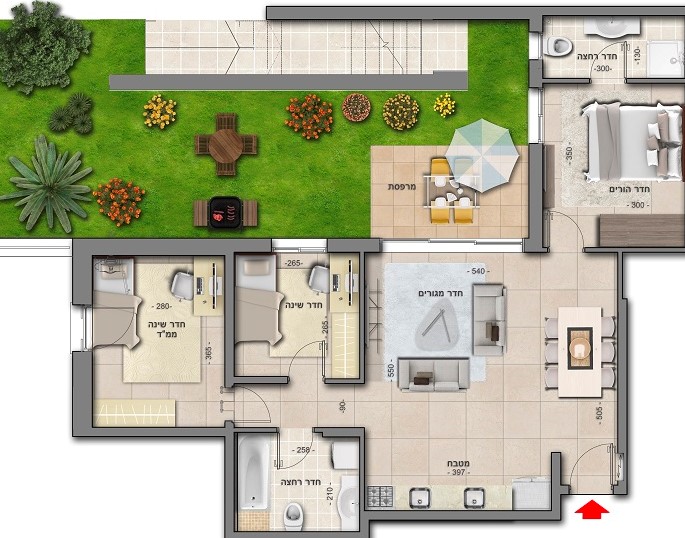 חדר רחצה
-300-
-130-
-350-
חדר הורים
-300-
מרפסת
-265-
-540-
-280-
חדר שינה
ממ"ד
-365-
חדר שינה
-265-
חדר מגורים
-550-
-90-
-505-
-258-
חדר רחצה
-210-
מטבח
-397-